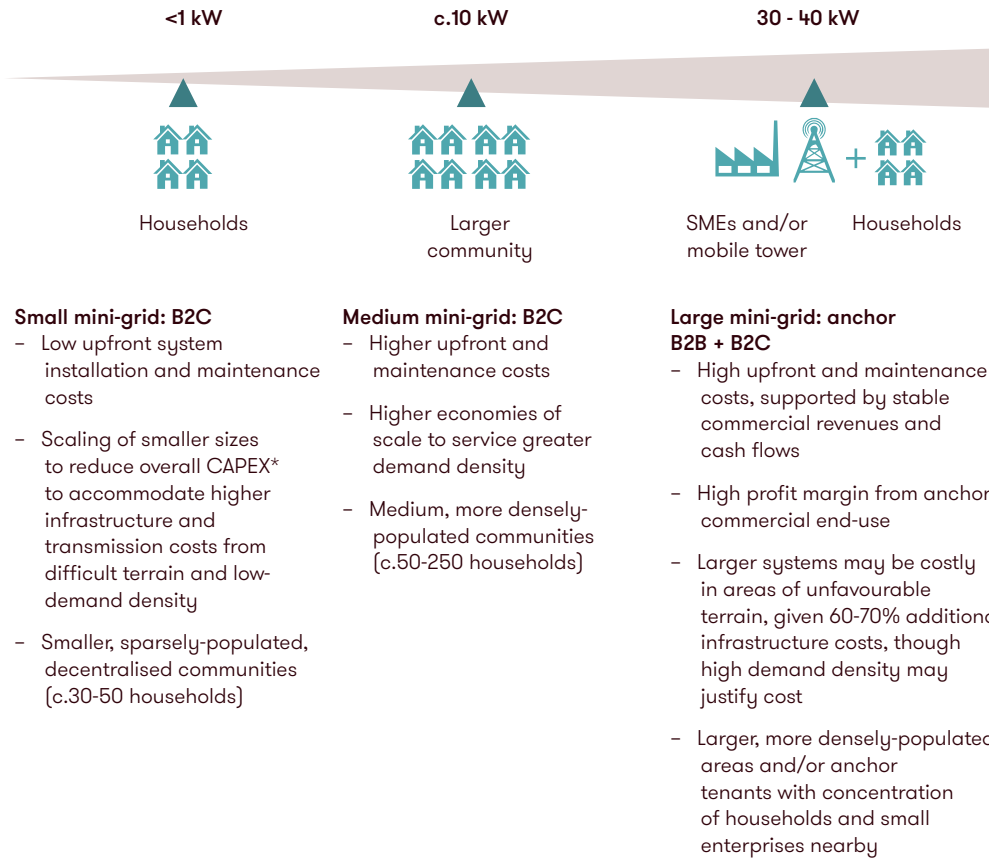 <1 kW
c.10 kW
30 - 40 kW
Households
Larger
community
SMEs and/or
mobile tower
Households
Small mini-grid: B2C
– Low upfront system
installation and maintenance
costs
– Scaling of smaller sizes
to reduce overall CAPEX*
to accommodate higher
infrastructure and
transmission costs from
difficult terrain and low-
demand density
– Smaller, sparsely-populated,
decentralised communities
(c.30-50 households)
Medium mini-grid: B2C
– Higher upfront and
maintenance costs
– Higher economies of
scale to service greater
demand density
– Medium, more densely-
populated communities
(c.50-250 households)
Large mini-grid: anchor
B2B + B2C
– High upfront and maintenance
costs, supported by stable
commercial revenues and
cash flows
– High profit margin from anchor
commercial end-use
– Larger systems may be costly
in areas of unfavourable
terrain, given 60-70% additiona
infrastructure costs, though
high demand density may
justify cost
– Larger, more densely-populated
areas and/or anchor
tenants with concentration
of households and small
enterprises nearby